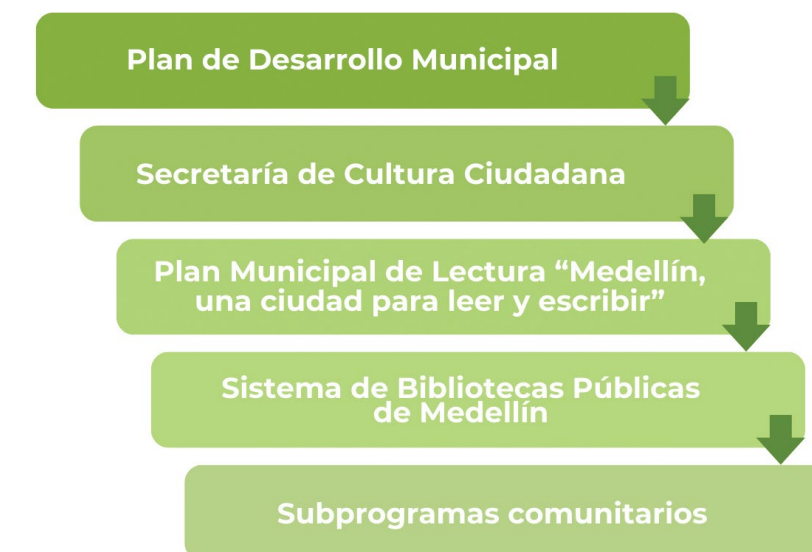 Plan de Desarrollo Municipal
Secretaría de Cultura Ciudadana
Plan Municipal de Lectura “Medellín,
una ciudad para leer y escribir”
Sistema de Bibliotecas Públicas
de Medellín
Subprogramas comunitarios